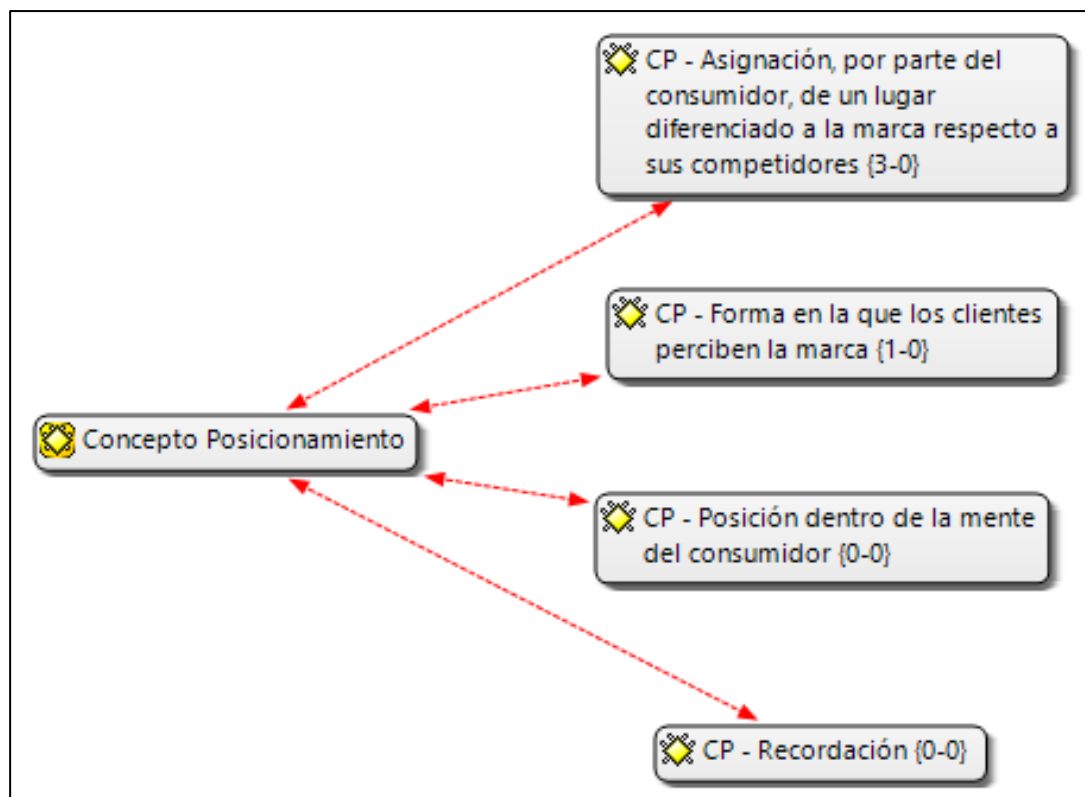 CP - Asignación, por parte del
consumidor, de un lugar
diferenciado a la marca respecto a
sus competidores {3-0}
CP - Forma en la que los clientes
perciben la marca {1-0}
Concepto Posicionamiento
CP - Posición dentro de la mente
del consumidor {0-0}
CP - Recordación {0-0}